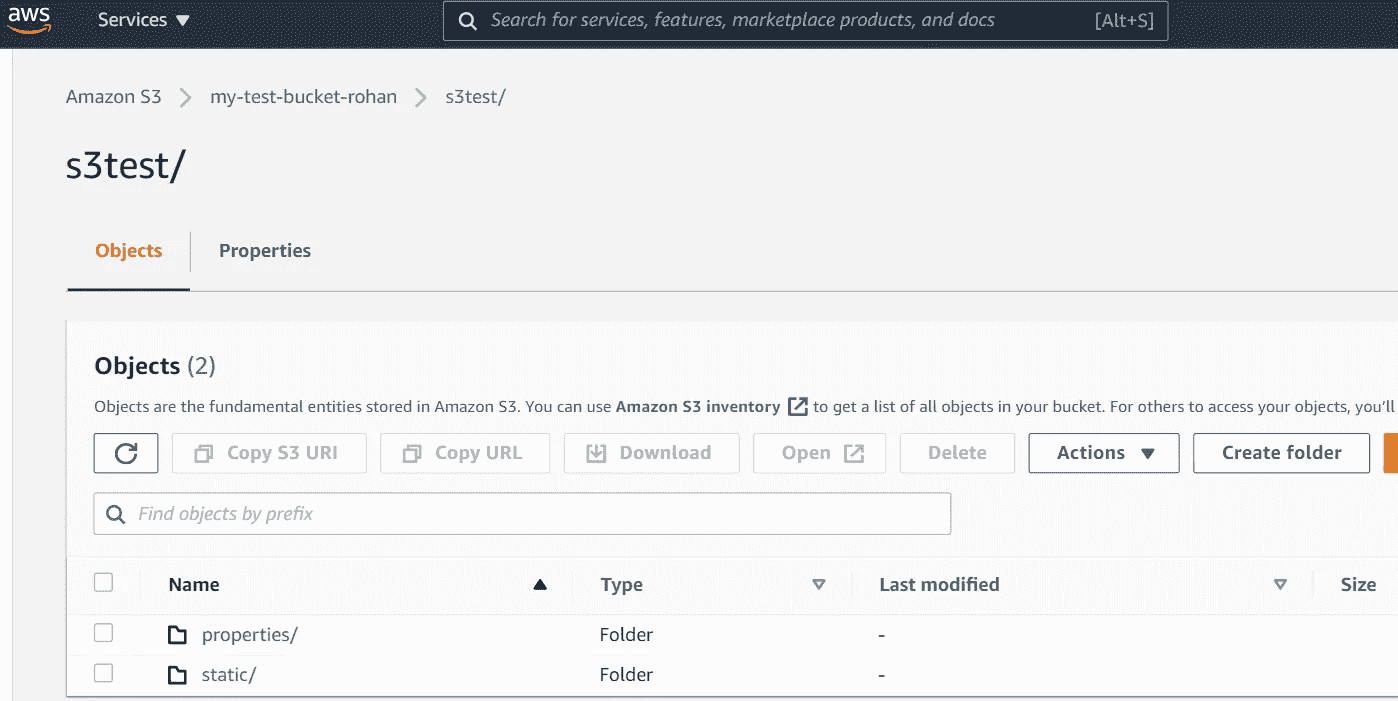 aws Services Search for services, features, marketplace products, and docs [Alt+S]
Amazon S3 my-test-bucket-rohan s3test/
s3test/
Objects Properties
Objects (2)
Objects are the fundamental entities stored in Amazon S3. You can use Amazon S3 inventory to get a list of all objects in your bucket. For others to access your objects, you'll
Copy S3 URI Copy URL Download Open Delete Actions Create folder
Find objects by prefix
Name Type Last modified Size
properties/ Folder -
static/ Folder -